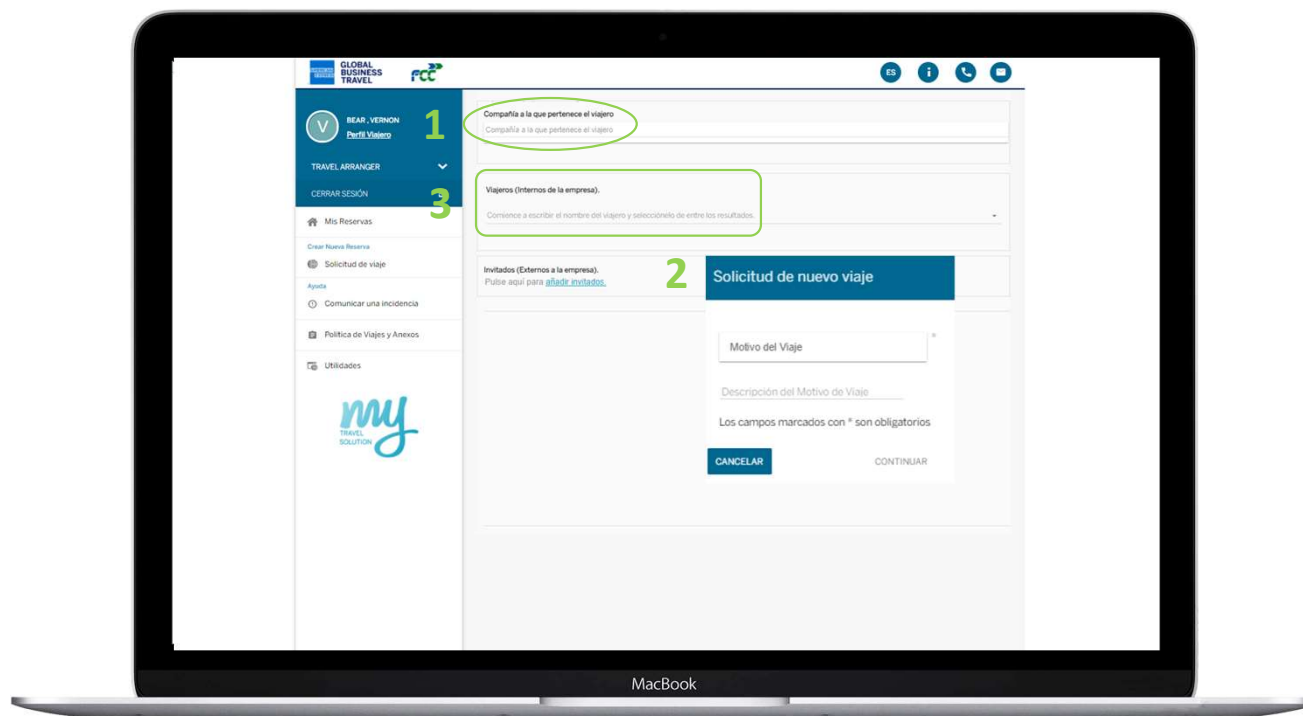 GLOBAL
BUSINESS
TRAVEL
fcc
ES
i
V
BEAR , VERNON
Perfil Viajero
TRAVEL ARRANGER
CERRAR SESIÓN
Mis Reservas
Crear Nueva Reserva
Solicitud de viaje
Ayuda
Comunicar una incidencia
Política de Viajes y Anexos
Utilidades
my
TRAVEL
SOLUTION
1
Compañía a la que pertenece el viajero
Compañía a la que pertenece el viajero
3
Viajeros (Internos de la empresa).
Comience a escribir el nombre del viajero y selecciónelo de entre los resultados.
Invitados (Externos a la empresa).
Pulse aquí para añadir invitados.
2
Solicitud de nuevo viaje
Motivo del Viaje *
Descripción del Motivo de Viaje
Los campos marcados con * son obligatorios
CANCELAR CONTINUAR
MacBook